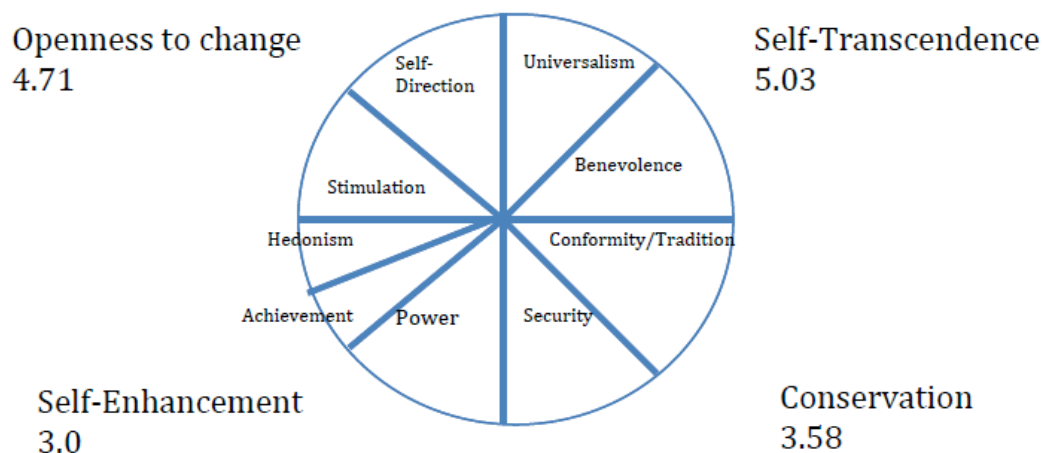 Openness to change
4.71
Self-Transcendence
5.03
Self-
Direction
Universalism
Benevolence
Stimulation
Hedonism
Conformity/Tradition
Achievement
Power
Security
Self-Enhancement
3.0
Conservation
3.58